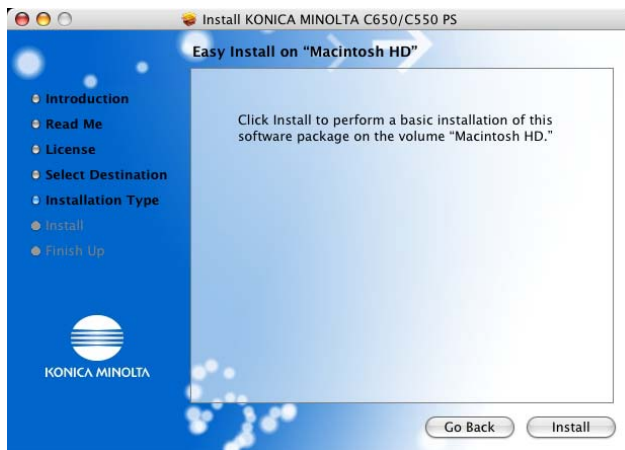 Install KONICA MINOLTA C650/C550 PS
Easy Install on “Macintosh HD”
Introduction
Read Me
License
Select Destination
Installation Type
Install
Finish Up
Click Install to perform a basic installation of this
software package on the volume “Macintosh HD.”
KONICA MINOLTA
Go Back
Install